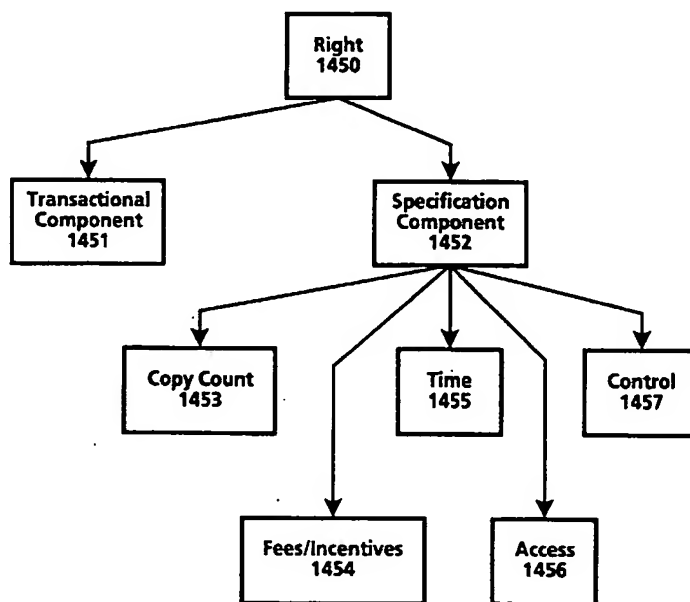 Right
1450
Transactional
Component
1451
Specification
Component
1452
Copy Count
1453
Time
1455
Control
1457
Fees/Incentives
1454
Access
1456